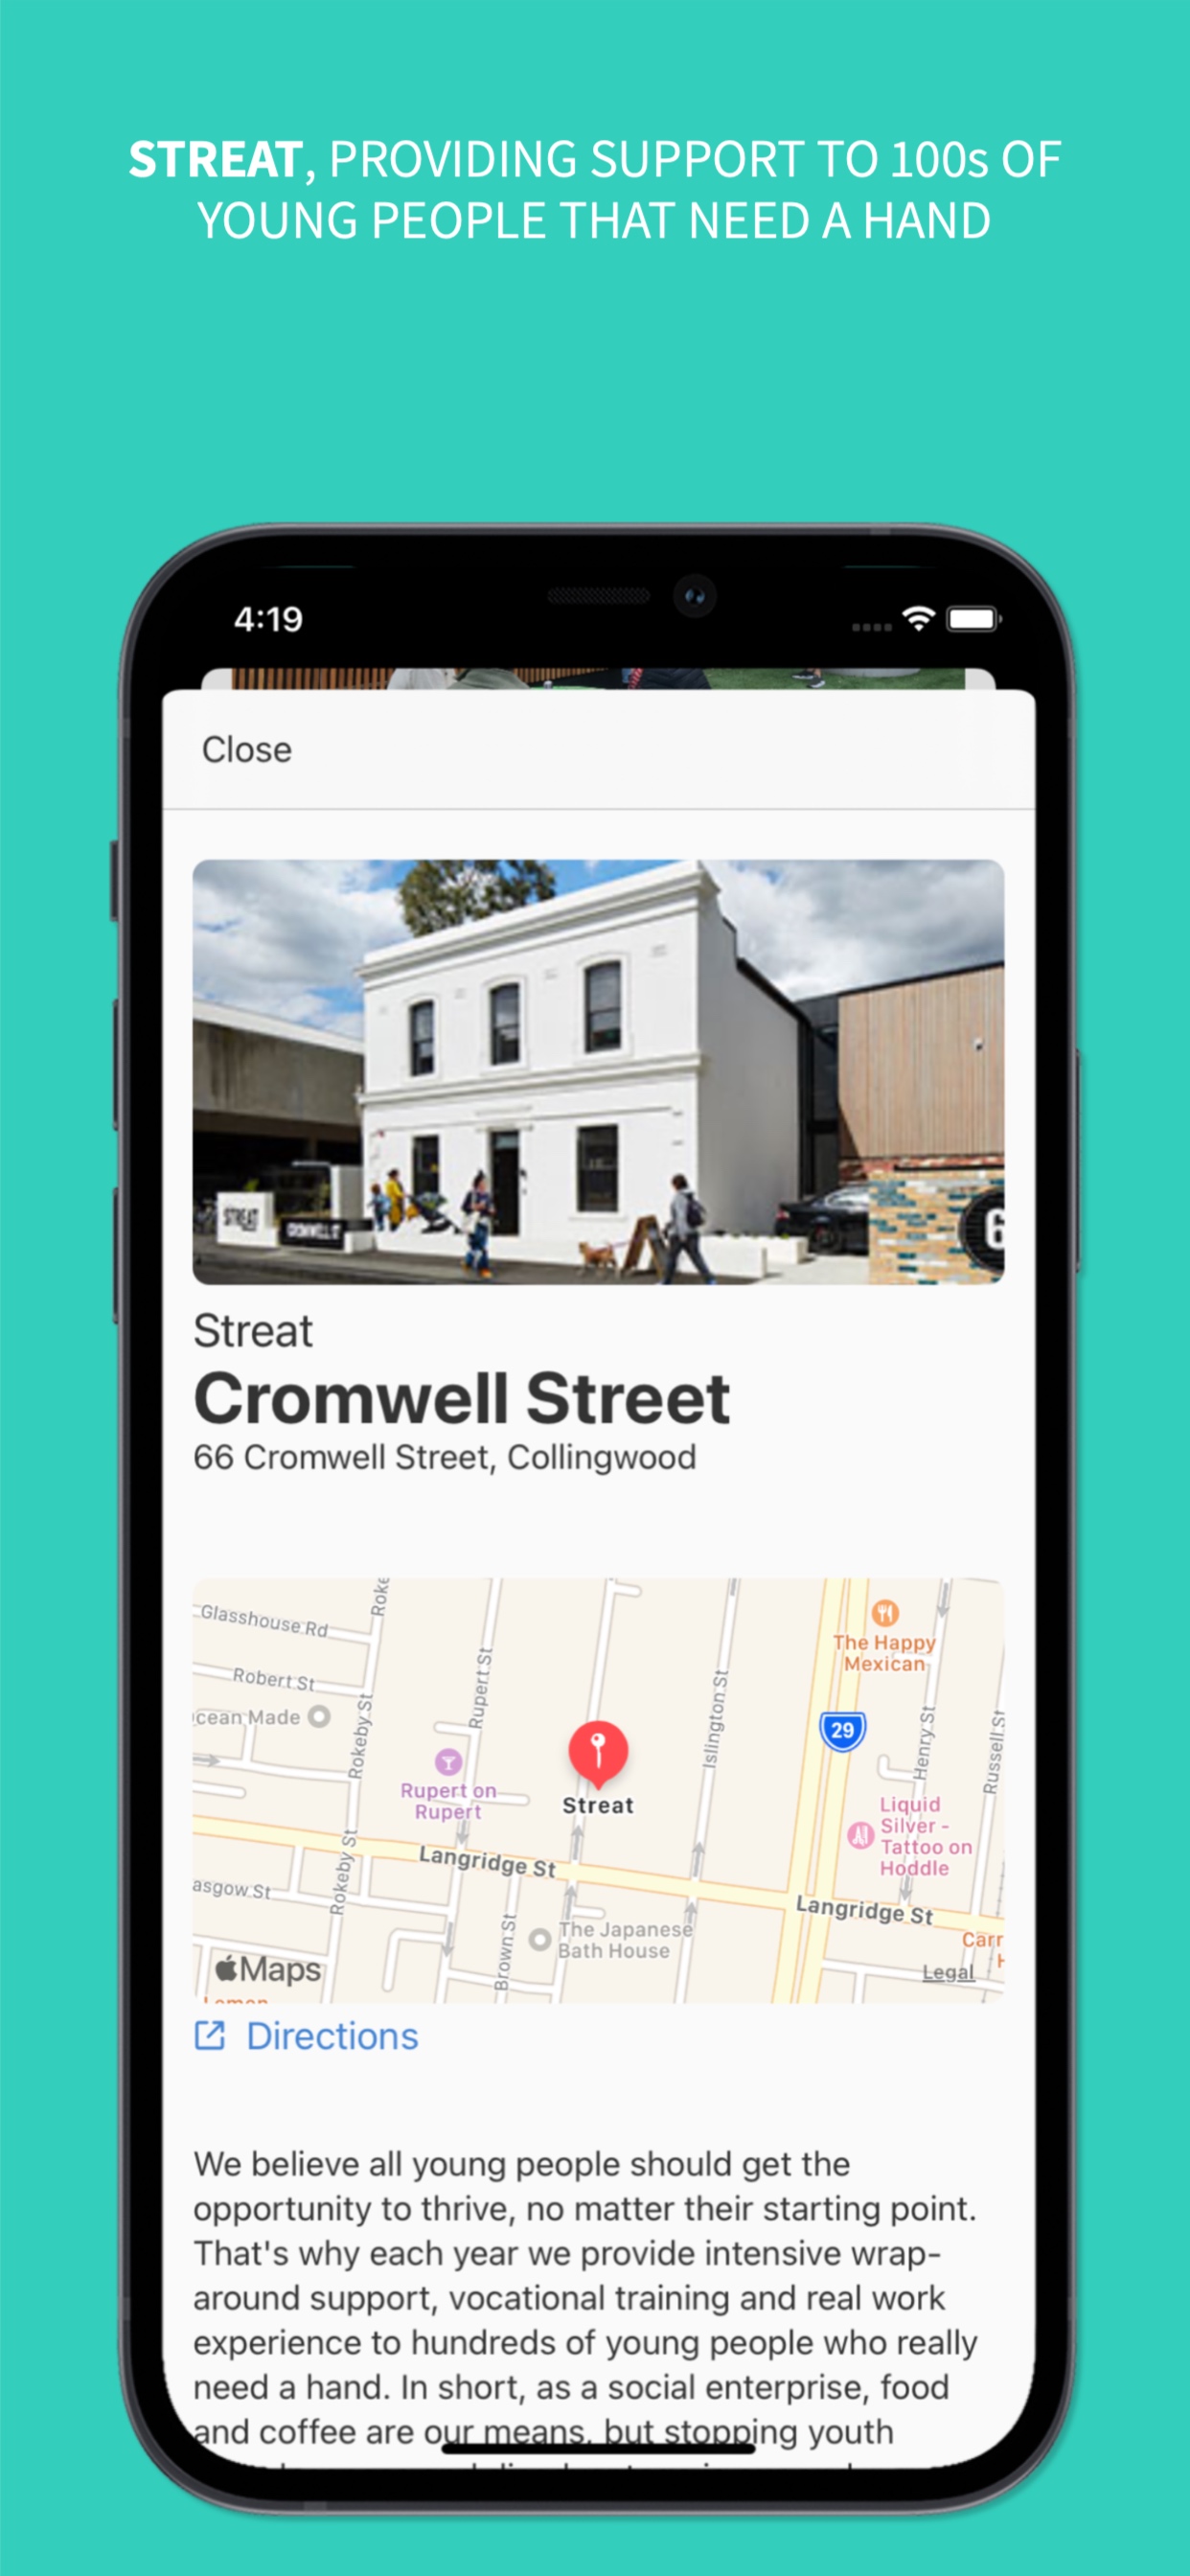 STREAT, PROVIDING SUPPORT TO 100s OF
YOUNG PEOPLE THAT NEED A HAND
4:19
Close
STREAT
CROMWELL
6
Streat
Cromwell Street
66 Cromwell Street, Collingwood
Glasshouse Rd
Robert St
cean Made
Roke
Rokeby St
Rupert St
Rupert on
Rupert
Streat
Islington St
The Happy
Mexican
29
Henry St
Russell St
Liquid
Silver -
Tattoo on
Hoddle
Langridge St
Rokeby St
asgow St
Langridge St
Brown St
The Japanese
Bath House
Carr
H
Maps
Legal
Directions
We believe all young people should get the
opportunity to thrive, no matter their starting point.
That's why each year we provide intensive wrap-
around support, vocational training and real work
experience to hundreds of young people who really
need a hand. In short, as a social enterprise, food
and coffee are our means, but stopping youth